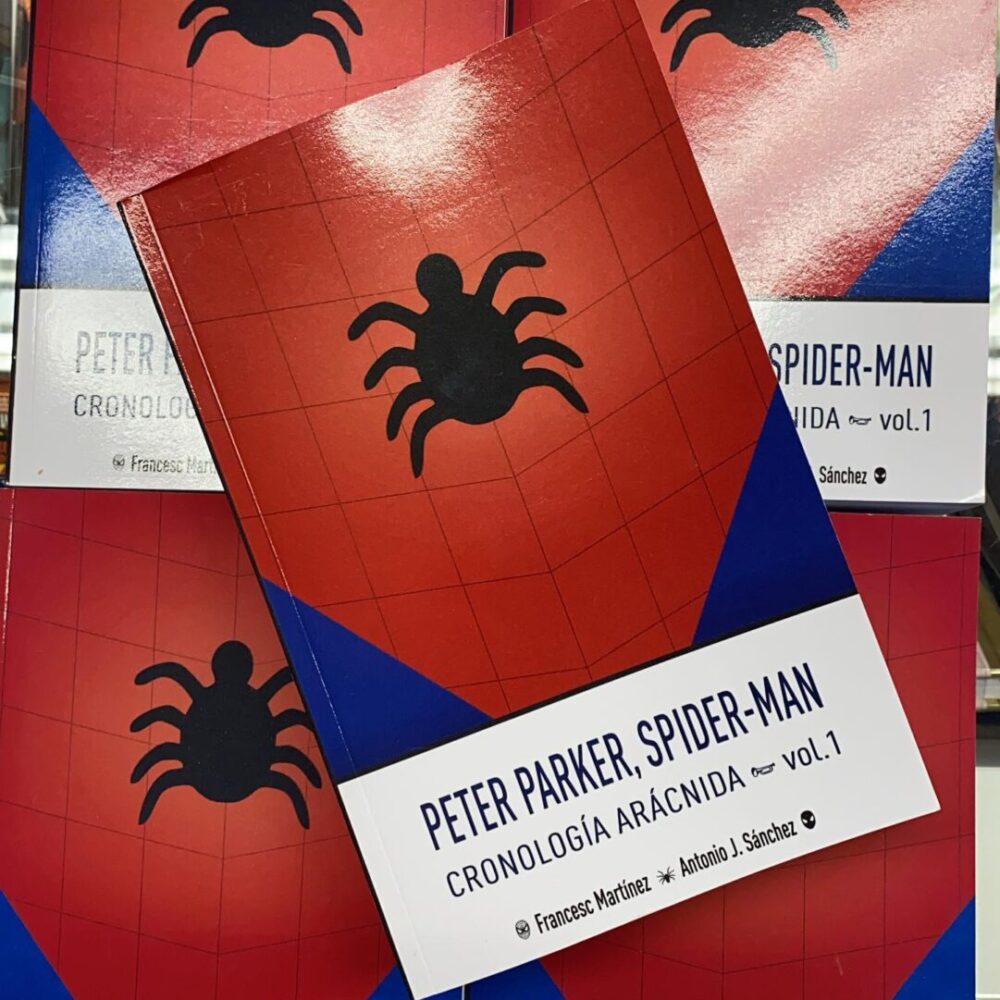 PETER
CRONOLOG
Francesc Mart
SPIDER-MAN
NIDA vol.1
Sánchez
PETER PARKER, SPIDER-MAN
CRONOLOGÍA ARÁCNIDA vol.1
Francesc Martínez Antonio J. Sánchez